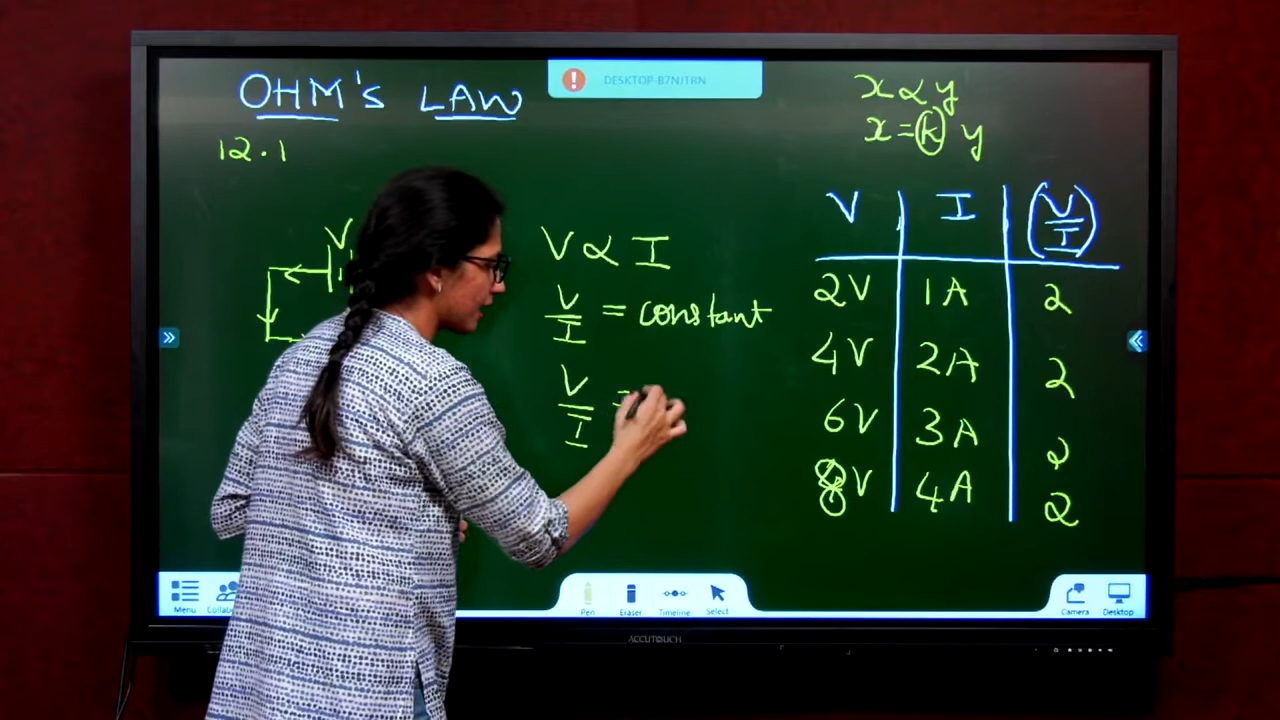 OHM's LAW
12.1
DESKTOP-B7NJTRN
x ∝ y
x = k y
V
V ∝ I
V/I = constant
V/I =
V I (V/I)
2V 1A 2
4V 2A 2
6V 3A 2
8V 4A 2
Menu
Pen Eraser Timeline Select
Camera Desktop
ACCUTOUCH